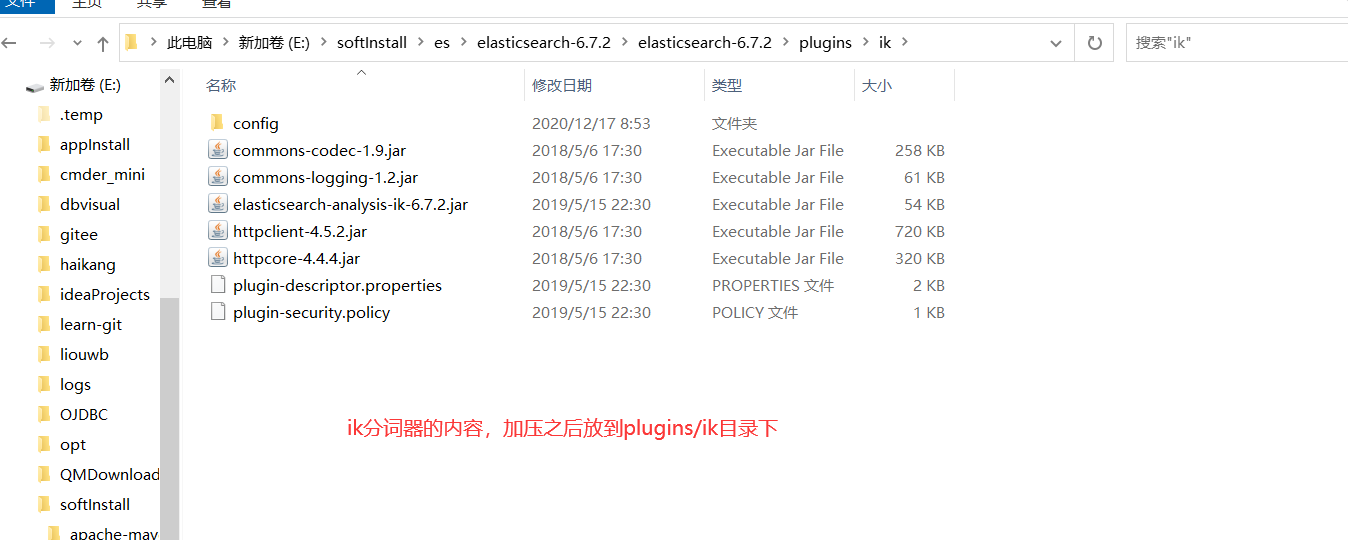 文件 主页 共享 查看
此电脑 新加卷 (E:) softInstall es elasticsearch-6.7.2 elasticsearch-6.7.2 plugins ik
搜索"ik"
新加卷 (E:)
.temp
appInstall
cmder_mini
dbvisual
gitee
haikang
ideaProjects
learn-git
liouwb
logs
OJDBC
opt
QMDownload
softInstall
apache-mav
名称 修改日期 类型 大小
config 2020/12/17 8:53 文件夹
commons-codec-1.9.jar 2018/5/6 17:30 Executable Jar File 258 KB
commons-logging-1.2.jar 2018/5/6 17:30 Executable Jar File 61 KB
elasticsearch-analysis-ik-6.7.2.jar 2019/5/15 22:30 Executable Jar File 54 KB
httpclient-4.5.2.jar 2018/5/6 17:30 Executable Jar File 720 KB
httpcore-4.4.4.jar 2018/5/6 17:30 Executable Jar File 320 KB
plugin-descriptor.properties 2019/5/15 22:30 PROPERTIES 文件 2 KB
plugin-security.policy 2019/5/15 22:30 POLICY 文件 1 KB
ik分词器的内容，加压之后放到plugins/ik目录下